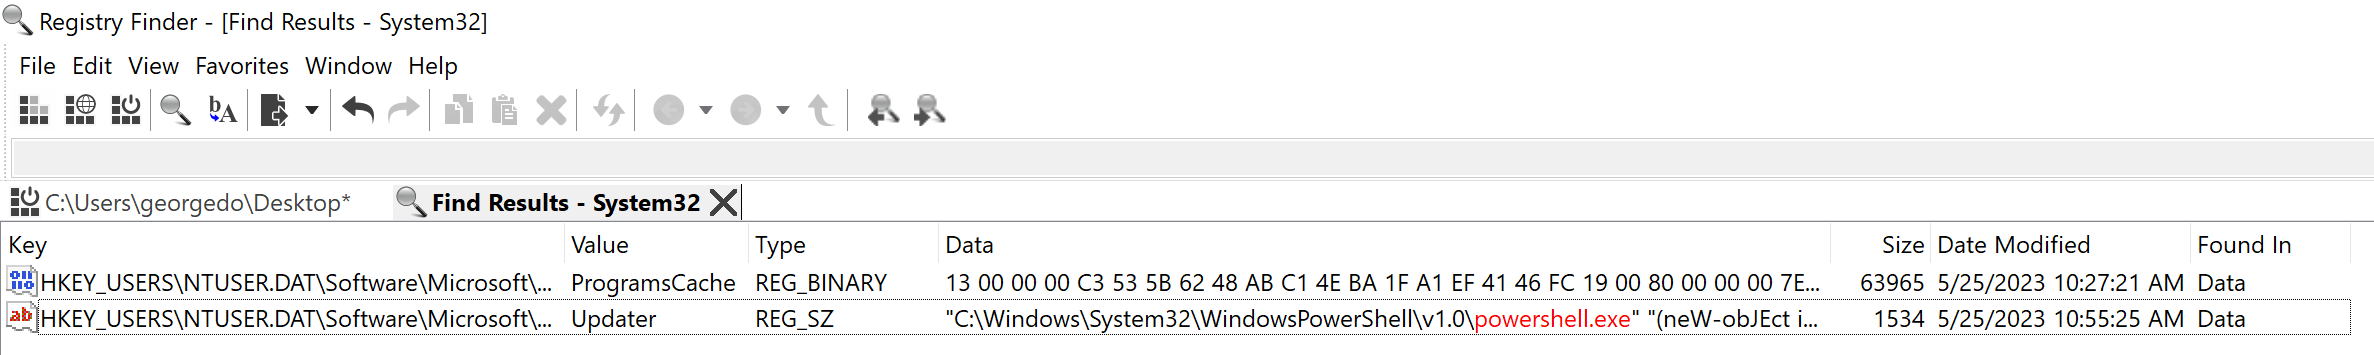 Registry Finder - [Find Results - System32]
File Edit View Favorites Window Help
C:\Users\georgedo\Desktop* Find Results - System32
Key Value Type Data Size Date Modified Found In
HKEY_USERS\NTUSER.DAT\Software\Microsoft\... ProgramsCache REG_BINARY 13 00 00 00 C3 53 5B 62 48 AB C1 4E BA 1F A1 EF 41 46 FC 19 00 80 00 00 00 7E... 63965 5/25/2023 10:27:21 AM Data
HKEY_USERS\NTUSER.DAT\Software\Microsoft\... Updater REG_SZ "C:\Windows\System32\WindowsPowerShell\v1.0\powershell.exe" "(neW-obJEct i... 1534 5/25/2023 10:55:25 AM Data